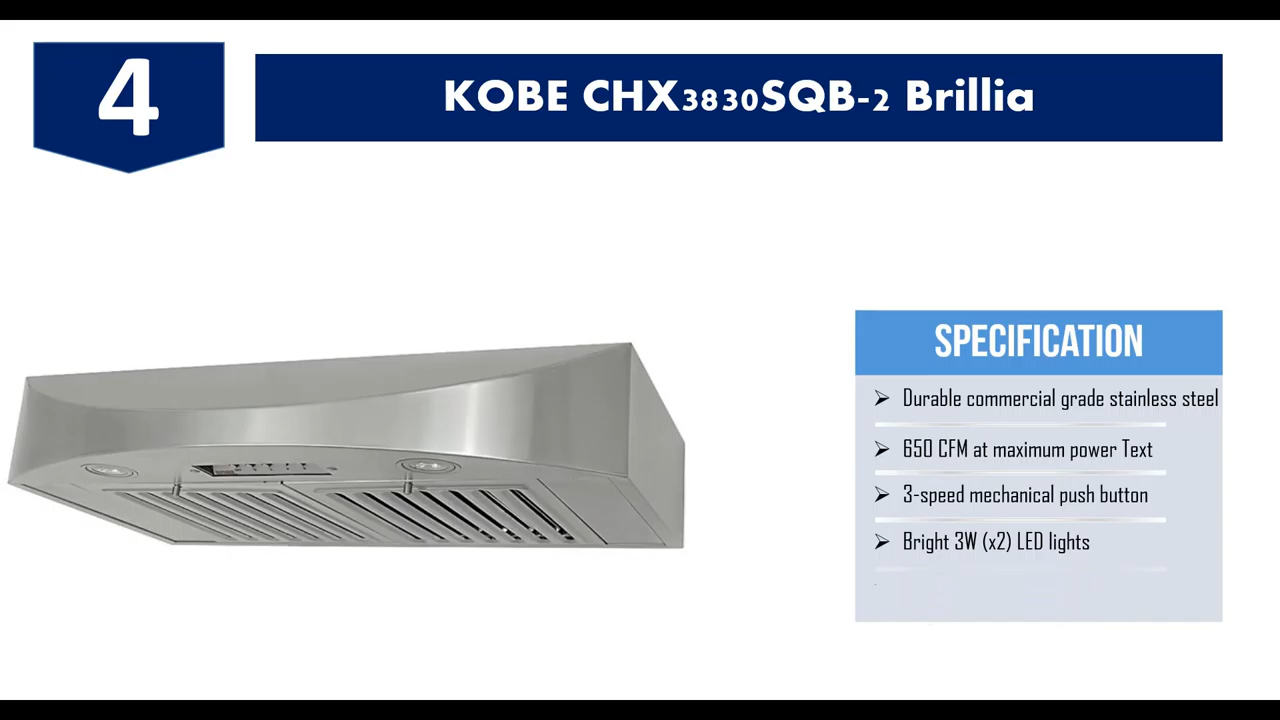 4
KOBE CHX3830SQB-2 Brillia
SPECIFICATION
Durable commercial grade stainless steel
650 CFM at maximum power Text
3-speed mechanical push button
Bright 3W (x2) LED lights